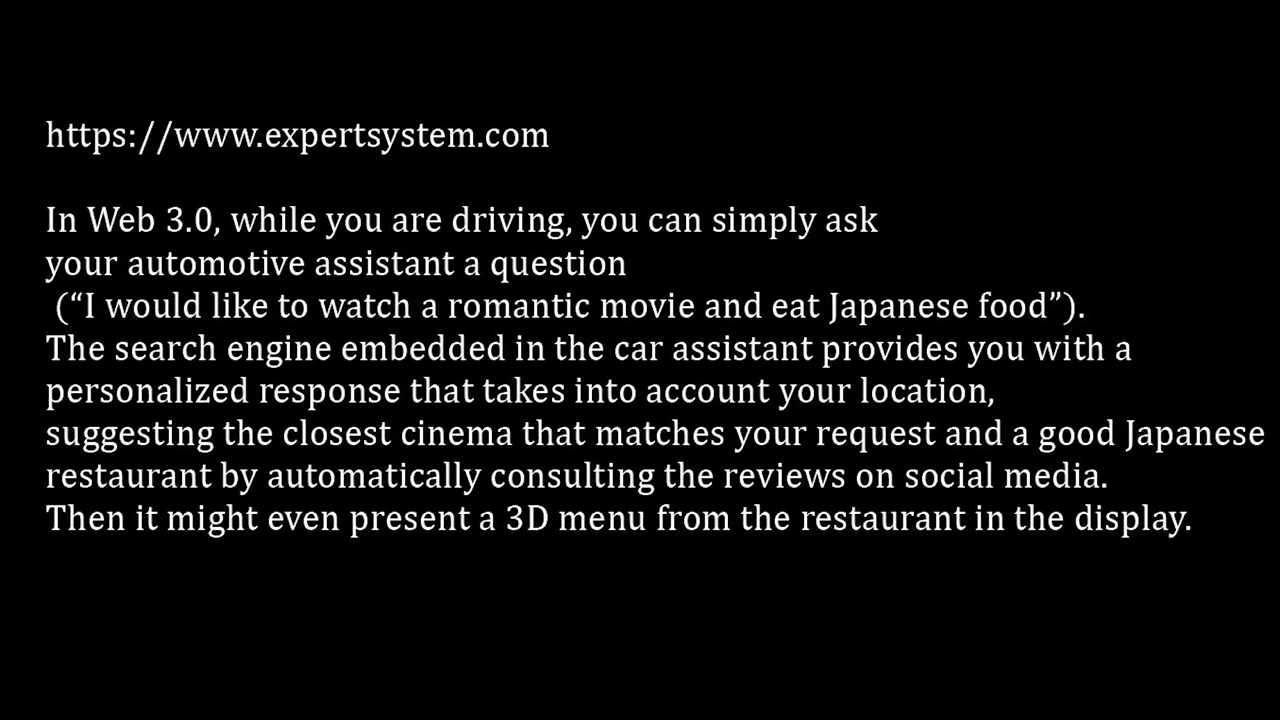 https://www.expertsystem.com
In Web 3.0, while you are driving, you can simply ask
your automotive assistant a question
(“I would like to watch a romantic movie and eat Japanese food”).
The search engine embedded in the car assistant provides you with a
personalized response that takes into account your location,
suggesting the closest cinema that matches your request and a good Japanese
restaurant by automatically consulting the reviews on social media.
Then it might even present a 3D menu from the restaurant in the display.